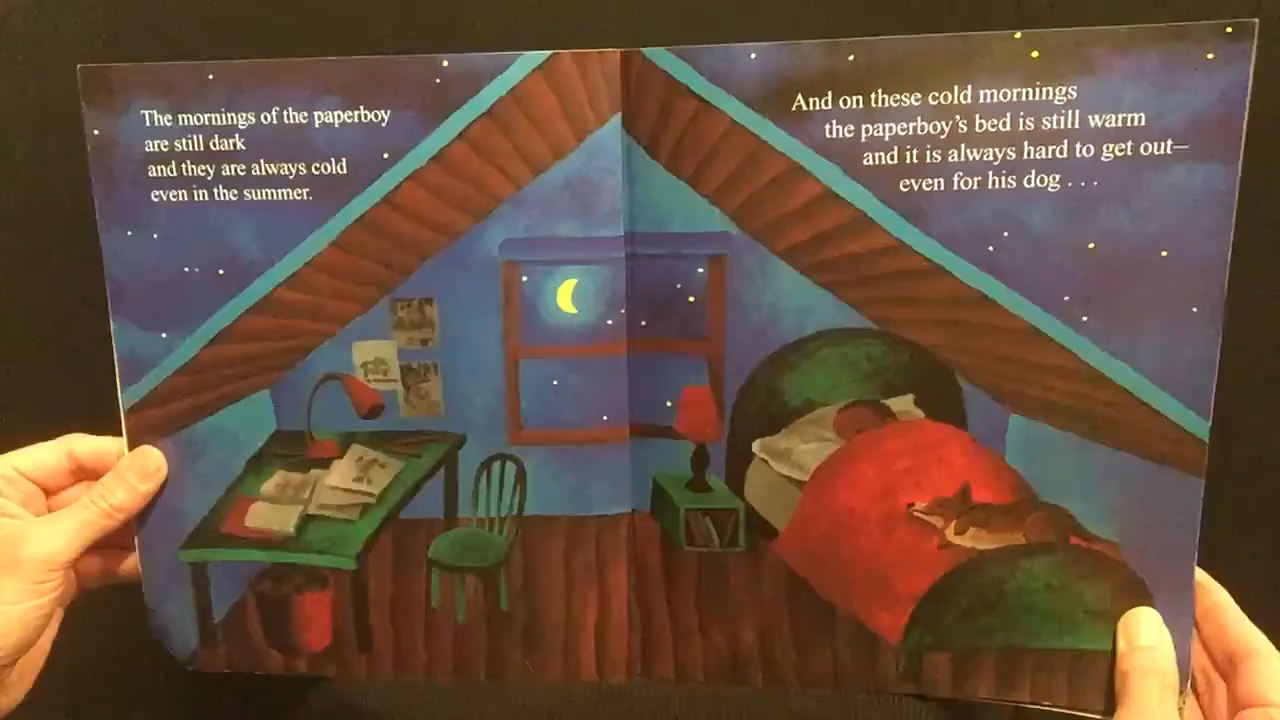 The mornings of the paperboy
are still dark
and they are always cold
even in the summer.
And on these cold mornings
the paperboy's bed is still warm
and it is always hard to get out—
even for his dog . . .